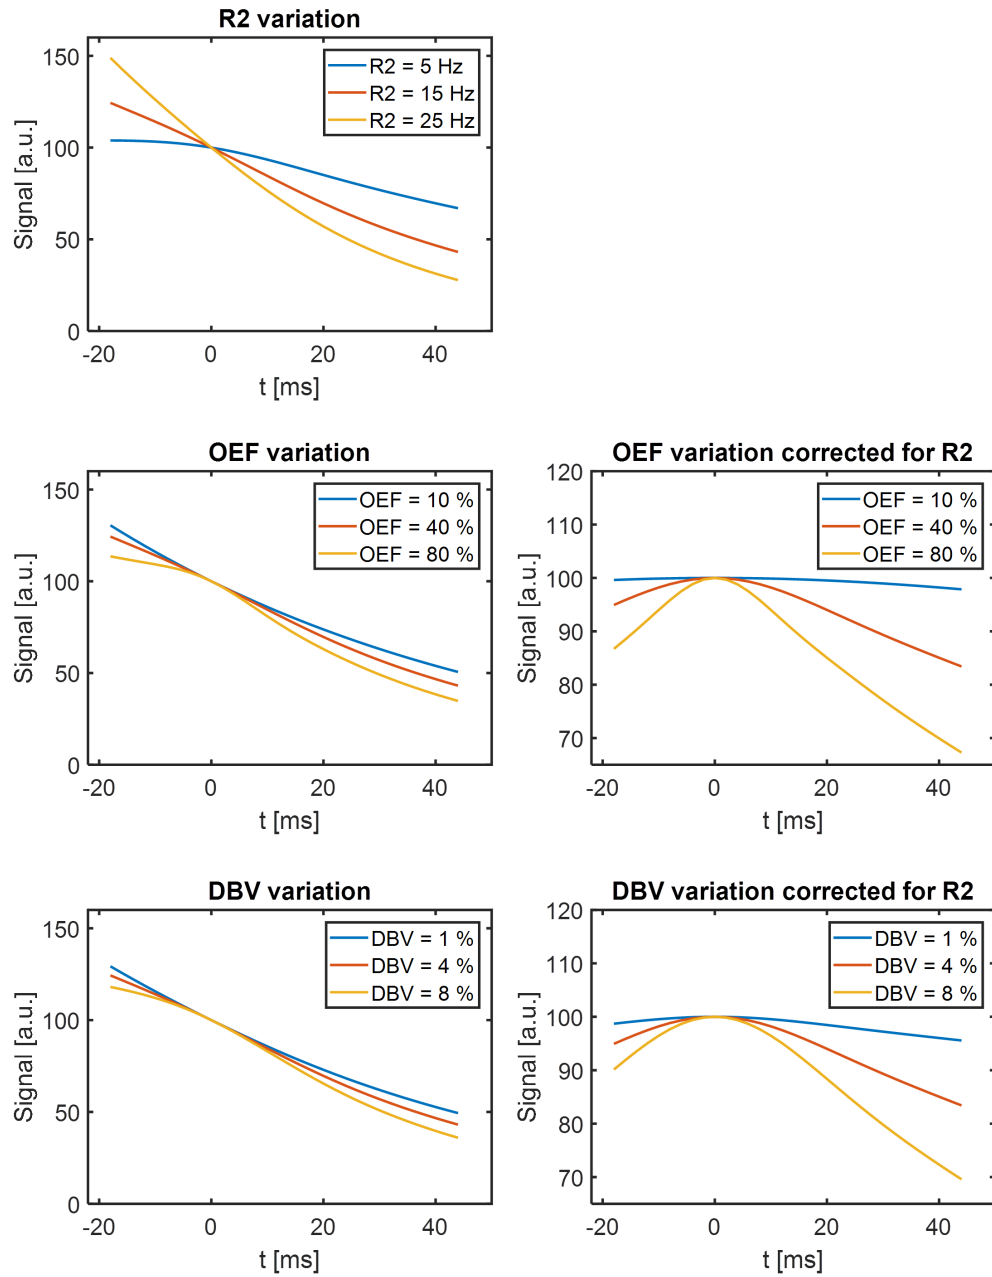 R2 variation
150
100
50
0
-20 0 20 40
Signal [a.u.]
t [ms]
R2 = 5 Hz
R2 = 15 Hz
R2 = 25 Hz
OEF variation
150
100
50
0
-20 0 20 40
Signal [a.u.]
t [ms]
OEF = 10 %
OEF = 40 %
OEF = 80 %
OEF variation corrected for R2
120
110
100
90
80
70
-20 0 20 40
Signal [a.u.]
t [ms]
OEF = 10 %
OEF = 40 %
OEF = 80 %
DBV variation
150
100
50
0
-20 0 20 40
Signal [a.u.]
t [ms]
DBV = 1 %
DBV = 4 %
DBV = 8 %
DBV variation corrected for R2
120
110
100
90
80
70
-20 0 20 40
Signal [a.u.]
t [ms]
DBV = 1 %
DBV = 4 %
DBV = 8 %